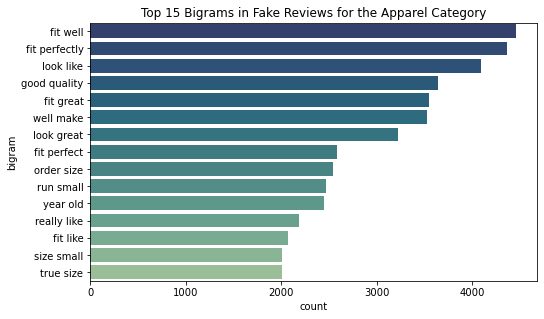 Top 15 Bigrams in Fake Reviews for the Apparel Category
bigram
fit well
fit perfectly
look like
good quality
fit great
well make
look great
fit perfect
order size
run small
year old
really like
fit like
size small
true size
0 1000 2000 3000 4000
count